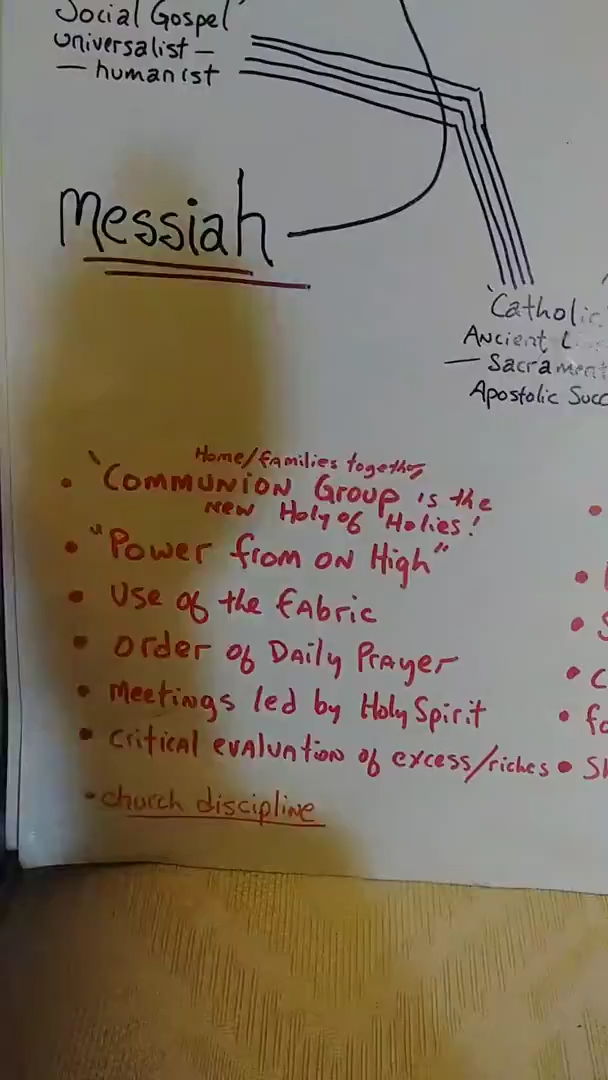 Social Gospel
universalist —
— humanist
Messiah
'Catholic
Ancient
— Sacrament
Apostolic Succ
Home/families together
• 'Communion Group is the
new Holy of Holies!
• "Power from on High"
• use of the fabric
• order of Daily Prayer
• meetings led by Holy Spirit
• critical evaluation of excess/riches
• church discipline